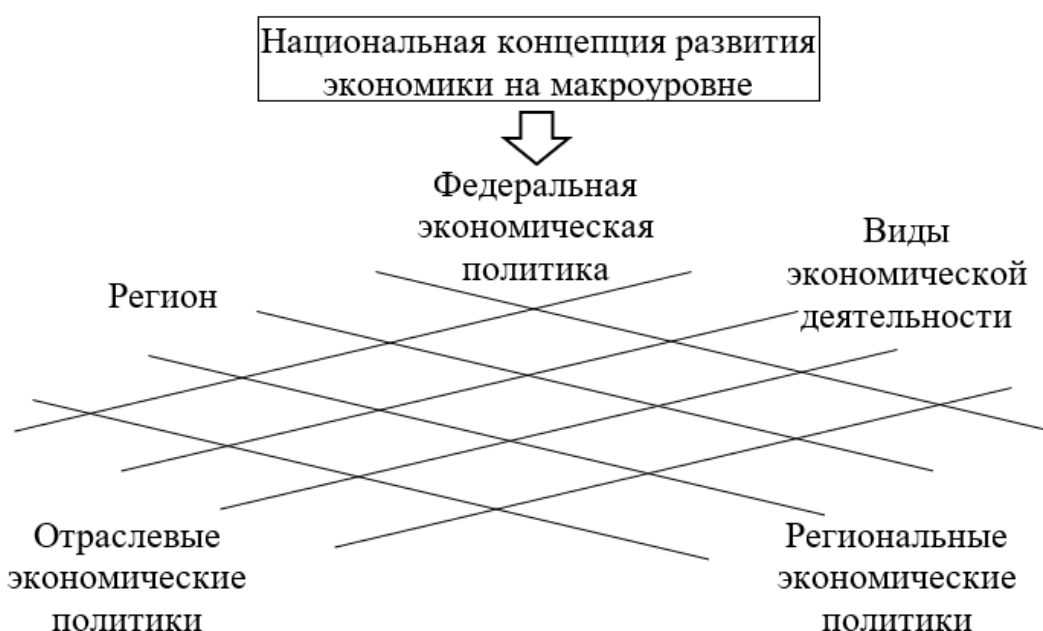 Национальная концепция развития
экономики на макроуровне
Федеральная
экономическая
политика
Виды
экономической
деятельности
Регион
Отраслевые
экономические
политики
Региональные
экономические
политики